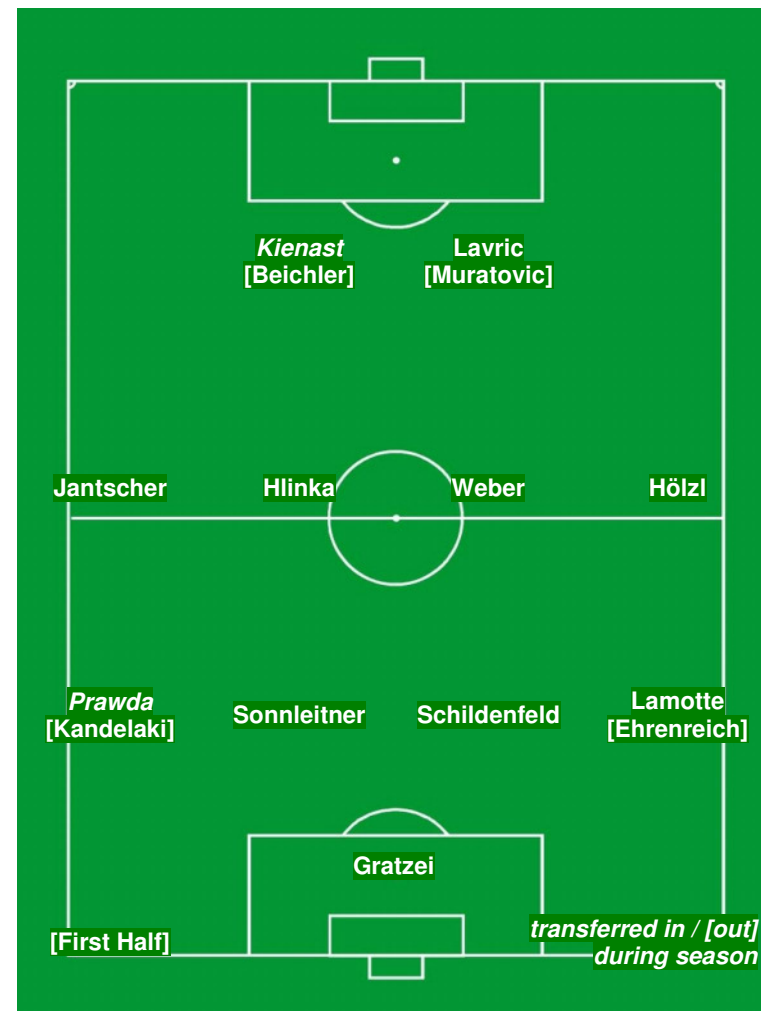 Kienast Lavric
[Beichler] [Muratovic]
Jantscher Hlinka Weber Hölzl
Prawda Sonnleitner Schildenfeld Lamotte
[Kandelaki] [Ehrenreich]
Gratzei
[First Half] transferred in / [out]
during season